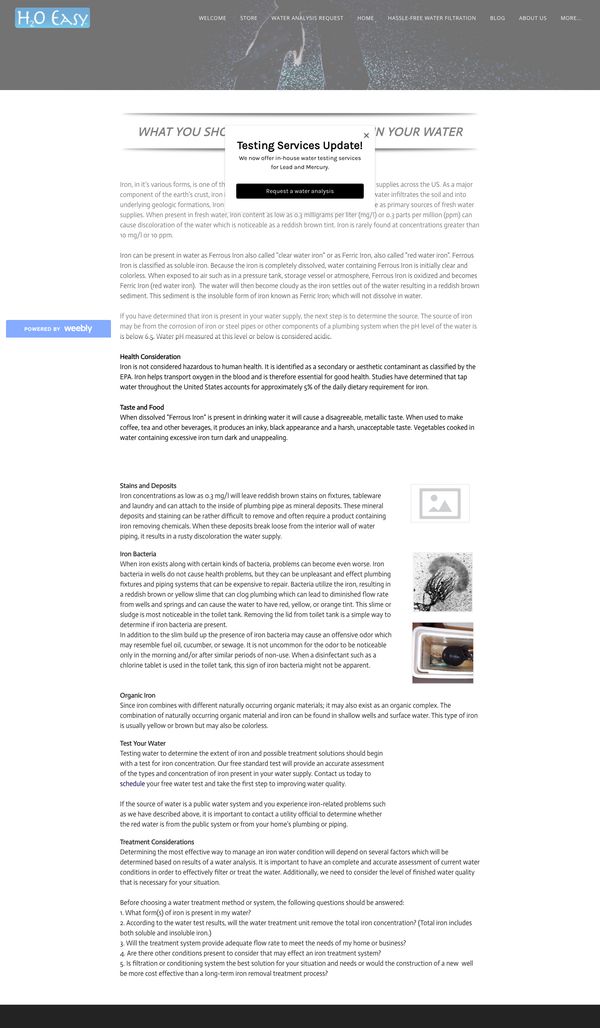 H2O Easy
WELCOME STORE WATER ANALYSIS REQUEST HOME HASSLE-FREE WATER FILTRATION BLOG ABOUT US MORE...
WHAT YOU SHO N YOUR WATER
×
Testing Services Update!
We now offer in-house water testing services
for Lead and Mercury.
Request a water analysis
Iron, in it's various forms, is one of th supplies across the US. As a major
component of the earth's crust, iron water infiltrates the soil and into
underlying geologic formations, iron e as primary sources of fresh water
supplies. When present in fresh water, iron content as low as 0.3 milligrams per liter (mg/l) or 0.3 parts per million (ppm) can
cause discoloration of the water which is noticeable as a reddish brown tint. Iron is rarely found at concentrations greater than
10 mg/l or 10 ppm.
Iron can be present in water as Ferrous Iron also called "clear water iron" or as Ferric Iron, also called "red water iron". Ferrous
Iron is classified as soluble iron. Because the iron is completely dissolved, water containing Ferrous Iron is initially clear and
colorless. When exposed to air such as in a pressure tank, storage vessel or atmosphere, Ferrous Iron is oxidized and becomes
Ferric Iron (red water iron). The water will then become cloudy as the iron settles out of the water resulting in a reddish brown
sediment. This sediment is the insoluble form of iron known as Ferric Iron; which will not dissolve in water.
If you have determined that iron is present in your water supply, the next step is to determine the source. The source of iron
may be from the corrosion of iron or steel pipes or other components of a plumbing system when the pH level of the water is
is below 6.5. Water pH measured at this level or below is considered acidic.
POWERED BY weebly
Health Consideration
Iron is not considered hazardous to human health. It is identified as a secondary or aesthetic contaminant as classified by the
EPA. Iron helps transport oxygen in the blood and is therefore essential for good health. Studies have determined that tap
water throughout the United States accounts for approximately 5% of the daily dietary requirement for iron.
Taste and Food
When dissolved "Ferrous Iron" is present in drinking water it will cause a disagreeable, metallic taste. When used to make
coffee, tea and other beverages, it produces an inky, black appearance and a harsh, unacceptable taste. Vegetables cooked in
water containing excessive iron turn dark and unappealing.
Stains and Deposits
Iron concentrations as low as 0.3 mg/l will leave reddish brown stains on fixtures, tableware
and laundry and can attach to the inside of plumbing pipe as mineral deposits. These mineral
deposits and staining can be rather difficult to remove and often require a product containing
iron removing chemicals. When these deposits break loose from the interior wall of water
piping, it results in a rusty discoloration the water supply.
Iron Bacteria
When iron exists along with certain kinds of bacteria, problems can become even worse. Iron
bacteria in wells do not cause health problems, but they can be unpleasant and effect plumbing
fixtures and piping systems that can be expensive to repair. Bacteria utilize the iron, resulting in
a reddish brown or yellow slime that can clog plumbing which can lead to diminished flow rate
from wells and springs and can cause the water to have red, yellow, or orange tint. This slime or
sludge is most noticeable in the toilet tank. Removing the lid from toilet tank is a simple way to
determine if iron bacteria are present.
In addition to the slim build up the presence of iron bacteria may cause an offensive odor which
may resemble fuel oil, cucumber, or sewage. It is not uncommon for the odor to be noticeable
only in the morning and/or after similar periods of non-use. When a disinfectant such as a
chlorine tablet is used in the toilet tank, this sign of iron bacteria might not be apparent.
Organic Iron
Since iron combines with different naturally occurring organic materials; it may also exist as an organic complex. The
combination of naturally occurring organic material and iron can be found in shallow wells and surface water. This type of iron
is usually yellow or brown but may also be colorless.
Test Your Water
Testing water to determine the extent of iron and possible treatment solutions should begin
with a test for iron concentration. Our free standard test will provide an accurate assessment
of the types and concentration of iron present in your water supply. Contact us today to
schedule your free water test and take the first step to improving water quality.
If the source of water is a public water system and you experience iron-related problems such
as we have described above, it is important to contact a utility official to determine whether
the red water is from the public system or from your home's plumbing or piping.
Treatment Considerations
Determining the most effective way to manage an iron water condition will depend on several factors which will be
determined based on results of a water analysis. It is important to have an complete and accurate assessment of current water
conditions in order to effectively filter or treat the water. Additionally, we need to consider the level of finished water quality
that is necessary for your situation.
Before choosing a water treatment method or system, the following questions should be answered:
1. What form(s) of iron is present in my water?
2. According to the water test results, will the water treatment unit remove the total iron concentration? (Total iron includes
both soluble and insoluble iron.)
3. Will the treatment system provide adequate flow rate to meet the needs of my home or business?
4. Are there other conditions present to consider that may effect an iron treatment system?
5. Is filtration or conditioning system the best solution for your situation and needs or would the construction of a new well
be more cost effective than a long-term iron removal treatment process?